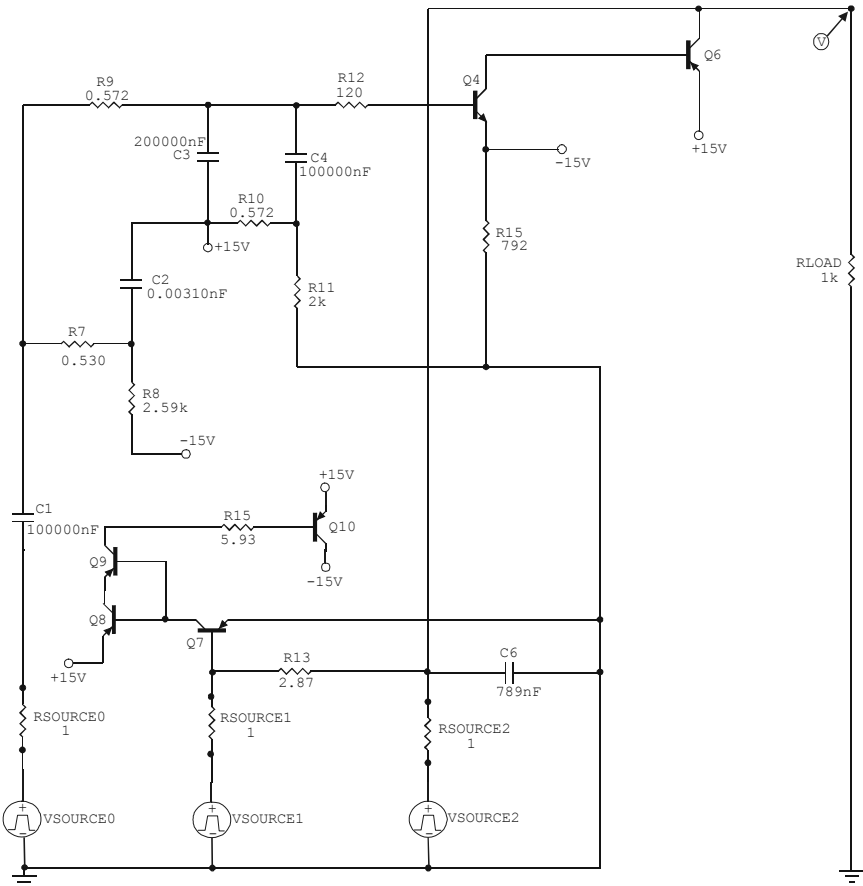 R9
0.572
R12
120
Q4
Q6
V
200000nF
C3
C4
100000nF
-15V
+15V
R10
0.572
+15V
R15
792
RLOAD
1k
C2
0.00310nF
R11
2k
R7
0.530
R8
2.59k
-15V
+15V
C1
100000nF
R15
5.93
Q10
Q9
-15V
Q8
Q7
+15V
R13
2.87
C6
789nF
RSOURCE0
1
RSOURCE1
1
RSOURCE2
1
+
-
VSOURCE0
+
-
VSOURCE1
+
-
VSOURCE2